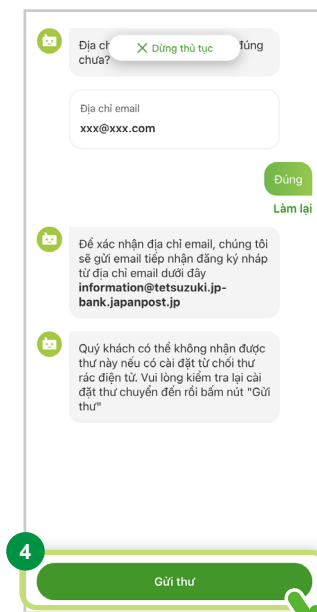 Địa ch
đúng
✕ Dừng thủ tục
chưa?
Địa chỉ email
xxx@xxx.com
Đúng
Làm lại
Để xác nhận địa chỉ email, chúng tôi
sẽ gửi email tiếp nhận đăng ký nháp
từ địa chỉ email dưới đây
information@tetsuzuki.jp-
bank.japanpost.jp
Quý khách có thể không nhận được
thư này nếu có cài đặt từ chối thư
rác điện tử. Vui lòng kiểm tra lại cài
đặt thư chuyển đến rồi bấm nút "Gửi
thư"
4
Gửi thư